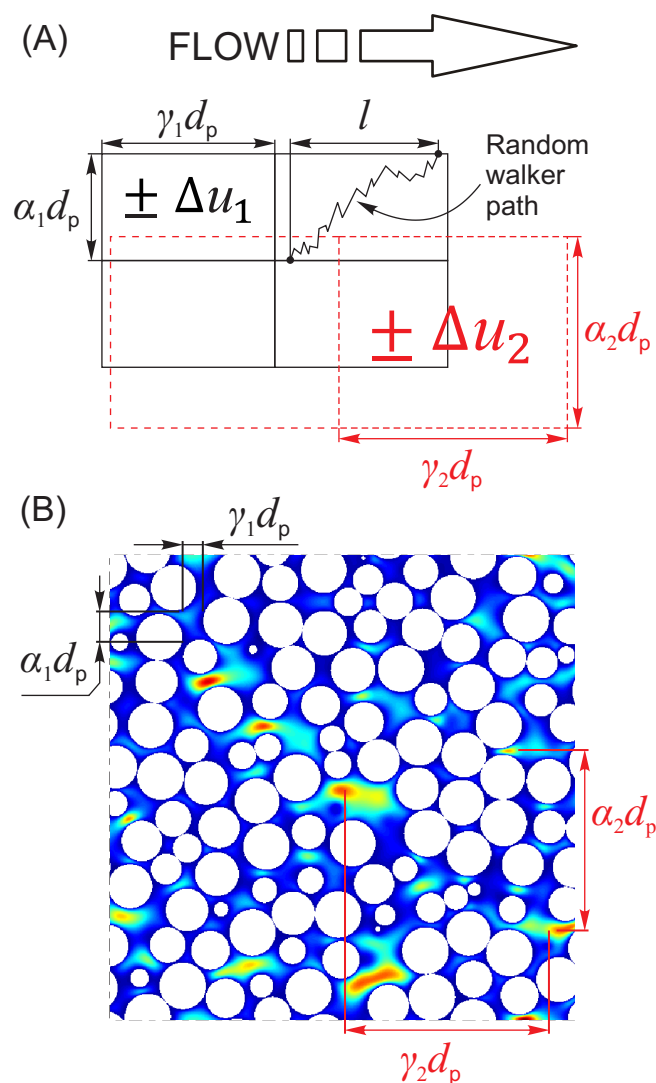 (A)
FLOW
γ₁dₚ
l
α₁dₚ
± Δu₁
Random
walker
path
± Δu₂
α₂dₚ
γ₂dₚ
(B)
γ₁dₚ
α₁dₚ
α₂dₚ
γ₂dₚ